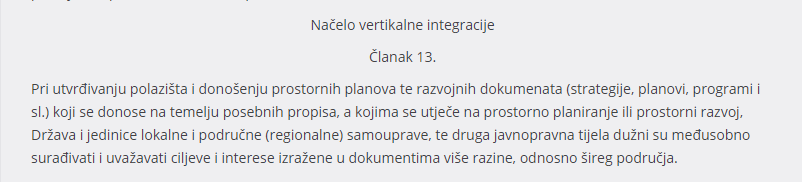 Načelo vertikalne integracije
Članak 13.
Pri utvrđivanju polazišta i donošenju prostornih planova te razvojnih dokumenata (strategije, planovi, programi i
sl.) koji se donose na temelju posebnih propisa, a kojima se utječe na prostorno planiranje ili prostorni razvoj,
Država i jedinice lokalne i područne (regionalne) samouprave, te druga javnopravna tijela dužni su međusobno
surađivati i uvažavati ciljeve i interese izražene u dokumentima više razine, odnosno šireg područja.